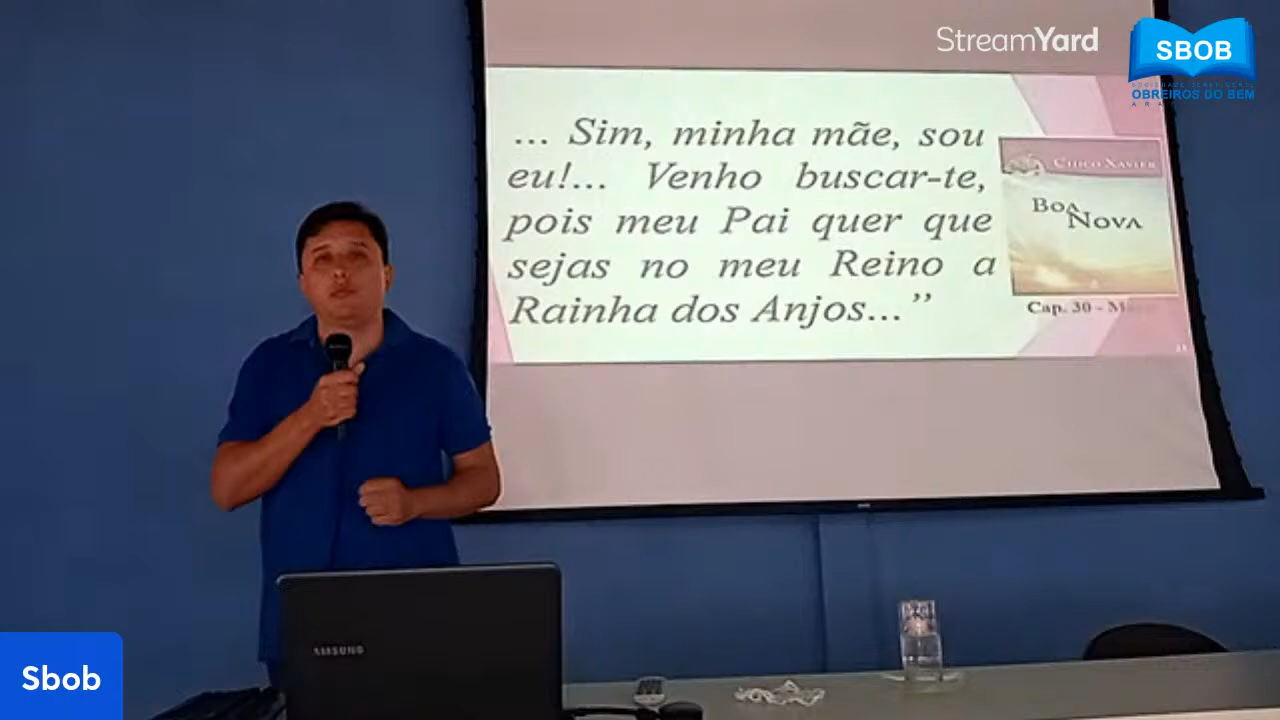 StreamYard
SBOB
OBREIROS DO BEM
... Sim, minha mãe, sou
eu!... Venho buscar-te,
pois meu Pai quer que
sejas no meu Reino a
Rainha dos Anjos...”
CHICO XAVIER
BOA
NOVA
Cap. 30 -
SAMSUNG
Sbob